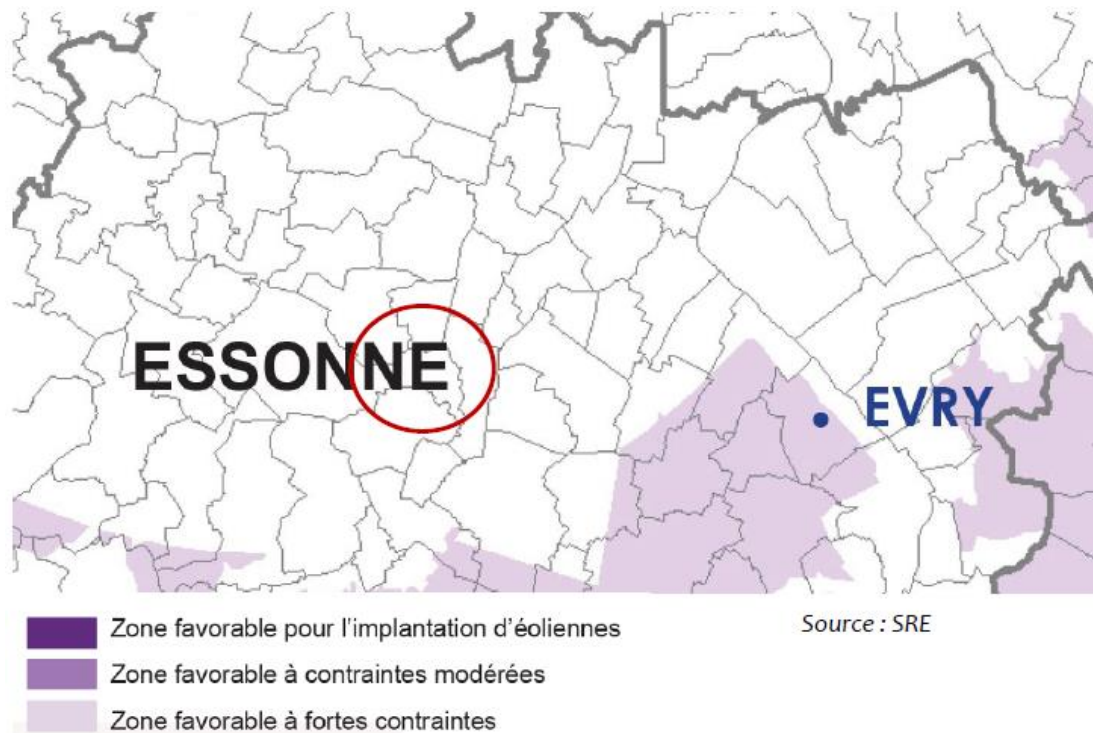 ESSONNE
EVRY
Zone favorable pour l'implantation d'éoliennes
Source : SRE
Zone favorable à contraintes modérées
Zone favorable à fortes contraintes